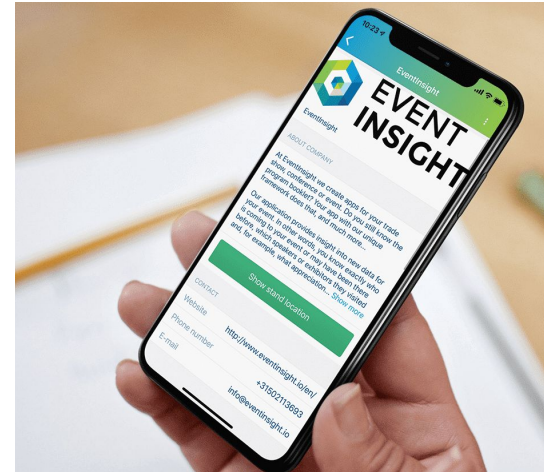 10:23
EventInsight
EVENT
INSIGHT
EventInsight
ABOUT COMPANY
At EventInsight we create apps for your trade
show, conference or event. Do you still know the
program booklet? Your app with our unique
framework does that, and much more...
Our application provides insight into new data for
your event. In other words, you know exactly who
is coming to your event or may have been there
before, which speakers or exhibitors they visited
and, for example, what appreciation... Show more
Show stand location
CONTACT
Website http://www.eventinsight.io/en/
Phone number +31502113693
E-mail info@eventinsight.io